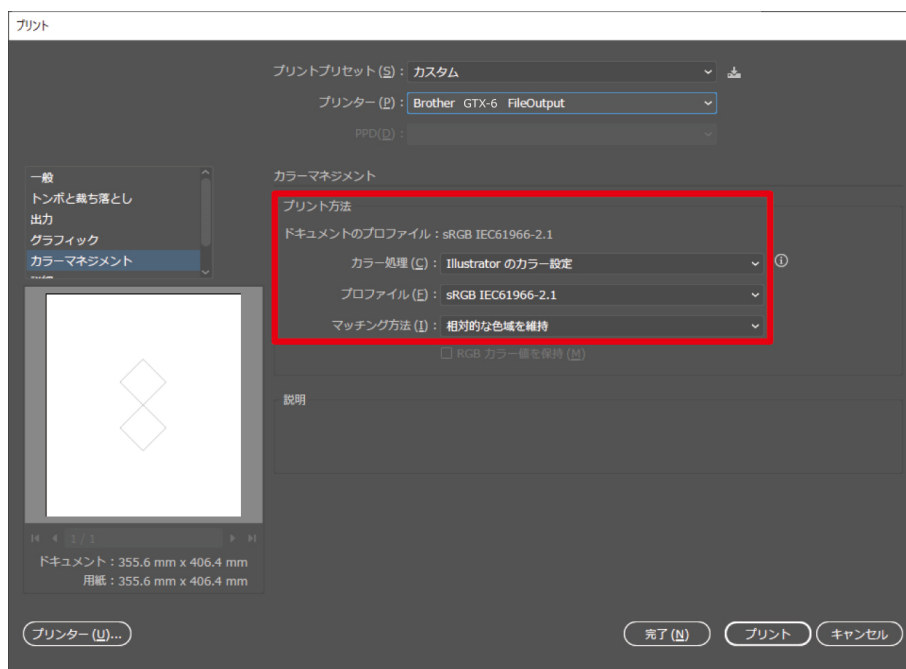 プリント
プリントプリセット(S)：カスタム
プリンター(P)：Brother GTX-6 FileOutput
PPD(D)：
一般
トンボと裁ち落とし
出力
グラフィック
カラーマネジメント
カラーマネジメント
プリント方法
ドキュメントのプロファイル：sRGB IEC61966-2.1
カラー処理(C)：Illustrator のカラー設定
プロファイル(F)：sRGB IEC61966-2.1
マッチング方法(I)：相対的な色域を維持
RGB カラー値を保持(M)
説明
1 / 1
ドキュメント：355.6 mm x 406.4 mm
用紙：355.6 mm x 406.4 mm
プリンター(U)...
完了(N)
プリント
キャンセル